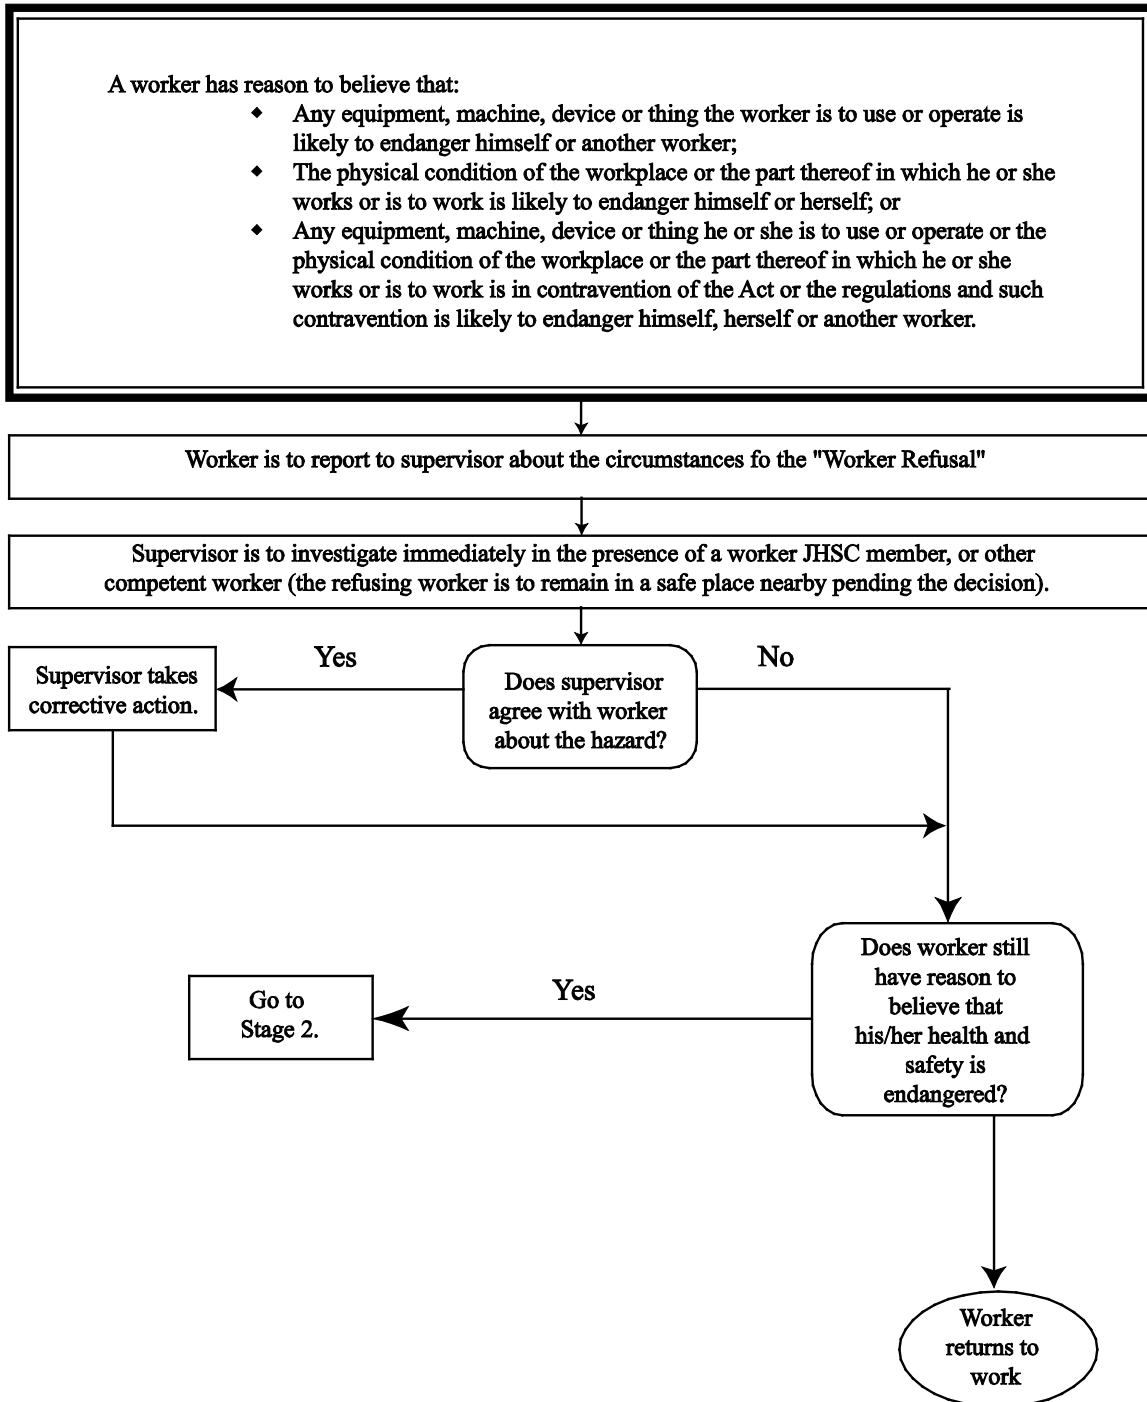 A worker has reason to believe that:
◆ Any equipment, machine, device or thing the worker is to use or operate is
likely to endanger himself or another worker;
◆ The physical condition of the workplace or the part thereof in which he or she
works or is to work is likely to endanger himself or herself; or
◆ Any equipment, machine, device or thing he or she is to use or operate or the
physical condition of the workplace or the part thereof in which he or she
works or is to work is in contravention of the Act or the regulations and such
contravention is likely to endanger himself, herself or another worker.
Worker is to report to supervisor about the circumstances fo the "Worker Refusal"
Supervisor is to investigate immediately in the presence of a worker JHSC member, or other
competent worker (the refusing worker is to remain in a safe place nearby pending the decision).
Supervisor takes
corrective action.
Yes
Does supervisor
agree with worker
about the hazard?
No
Go to
Stage 2.
Yes
Does worker still
have reason to
believe that
his/her health and
safety is
endangered?
Worker
returns to
work